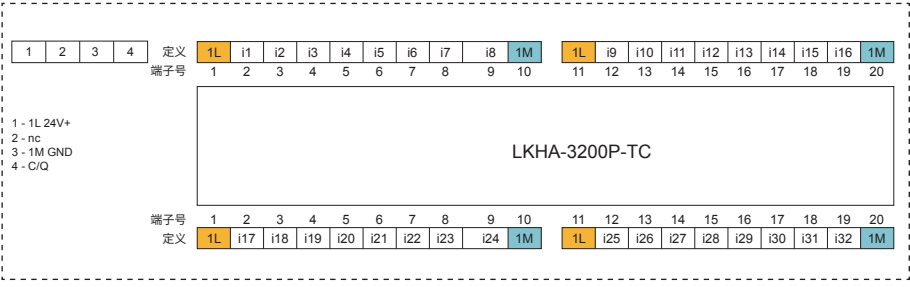 1 2 3 4 定义 1L i1 i2 i3 i4 i5 i6 i7 i8 1M 1L i9 i10 i11 i12 i13 i14 i15 i16 1M
端子号 1 2 3 4 5 6 7 8 9 10 11 12 13 14 15 16 17 18 19 20
1 - 1L 24V+
2 - nc
3 - 1M GND
4 - C/Q
LKHA-3200P-TC
端子号 1 2 3 4 5 6 7 8 9 10 11 12 13 14 15 16 17 18 19 20
定义 1L i17 i18 i19 i20 i21 i22 i23 i24 1M 1L i25 i26 i27 i28 i29 i30 i31 i32 1M